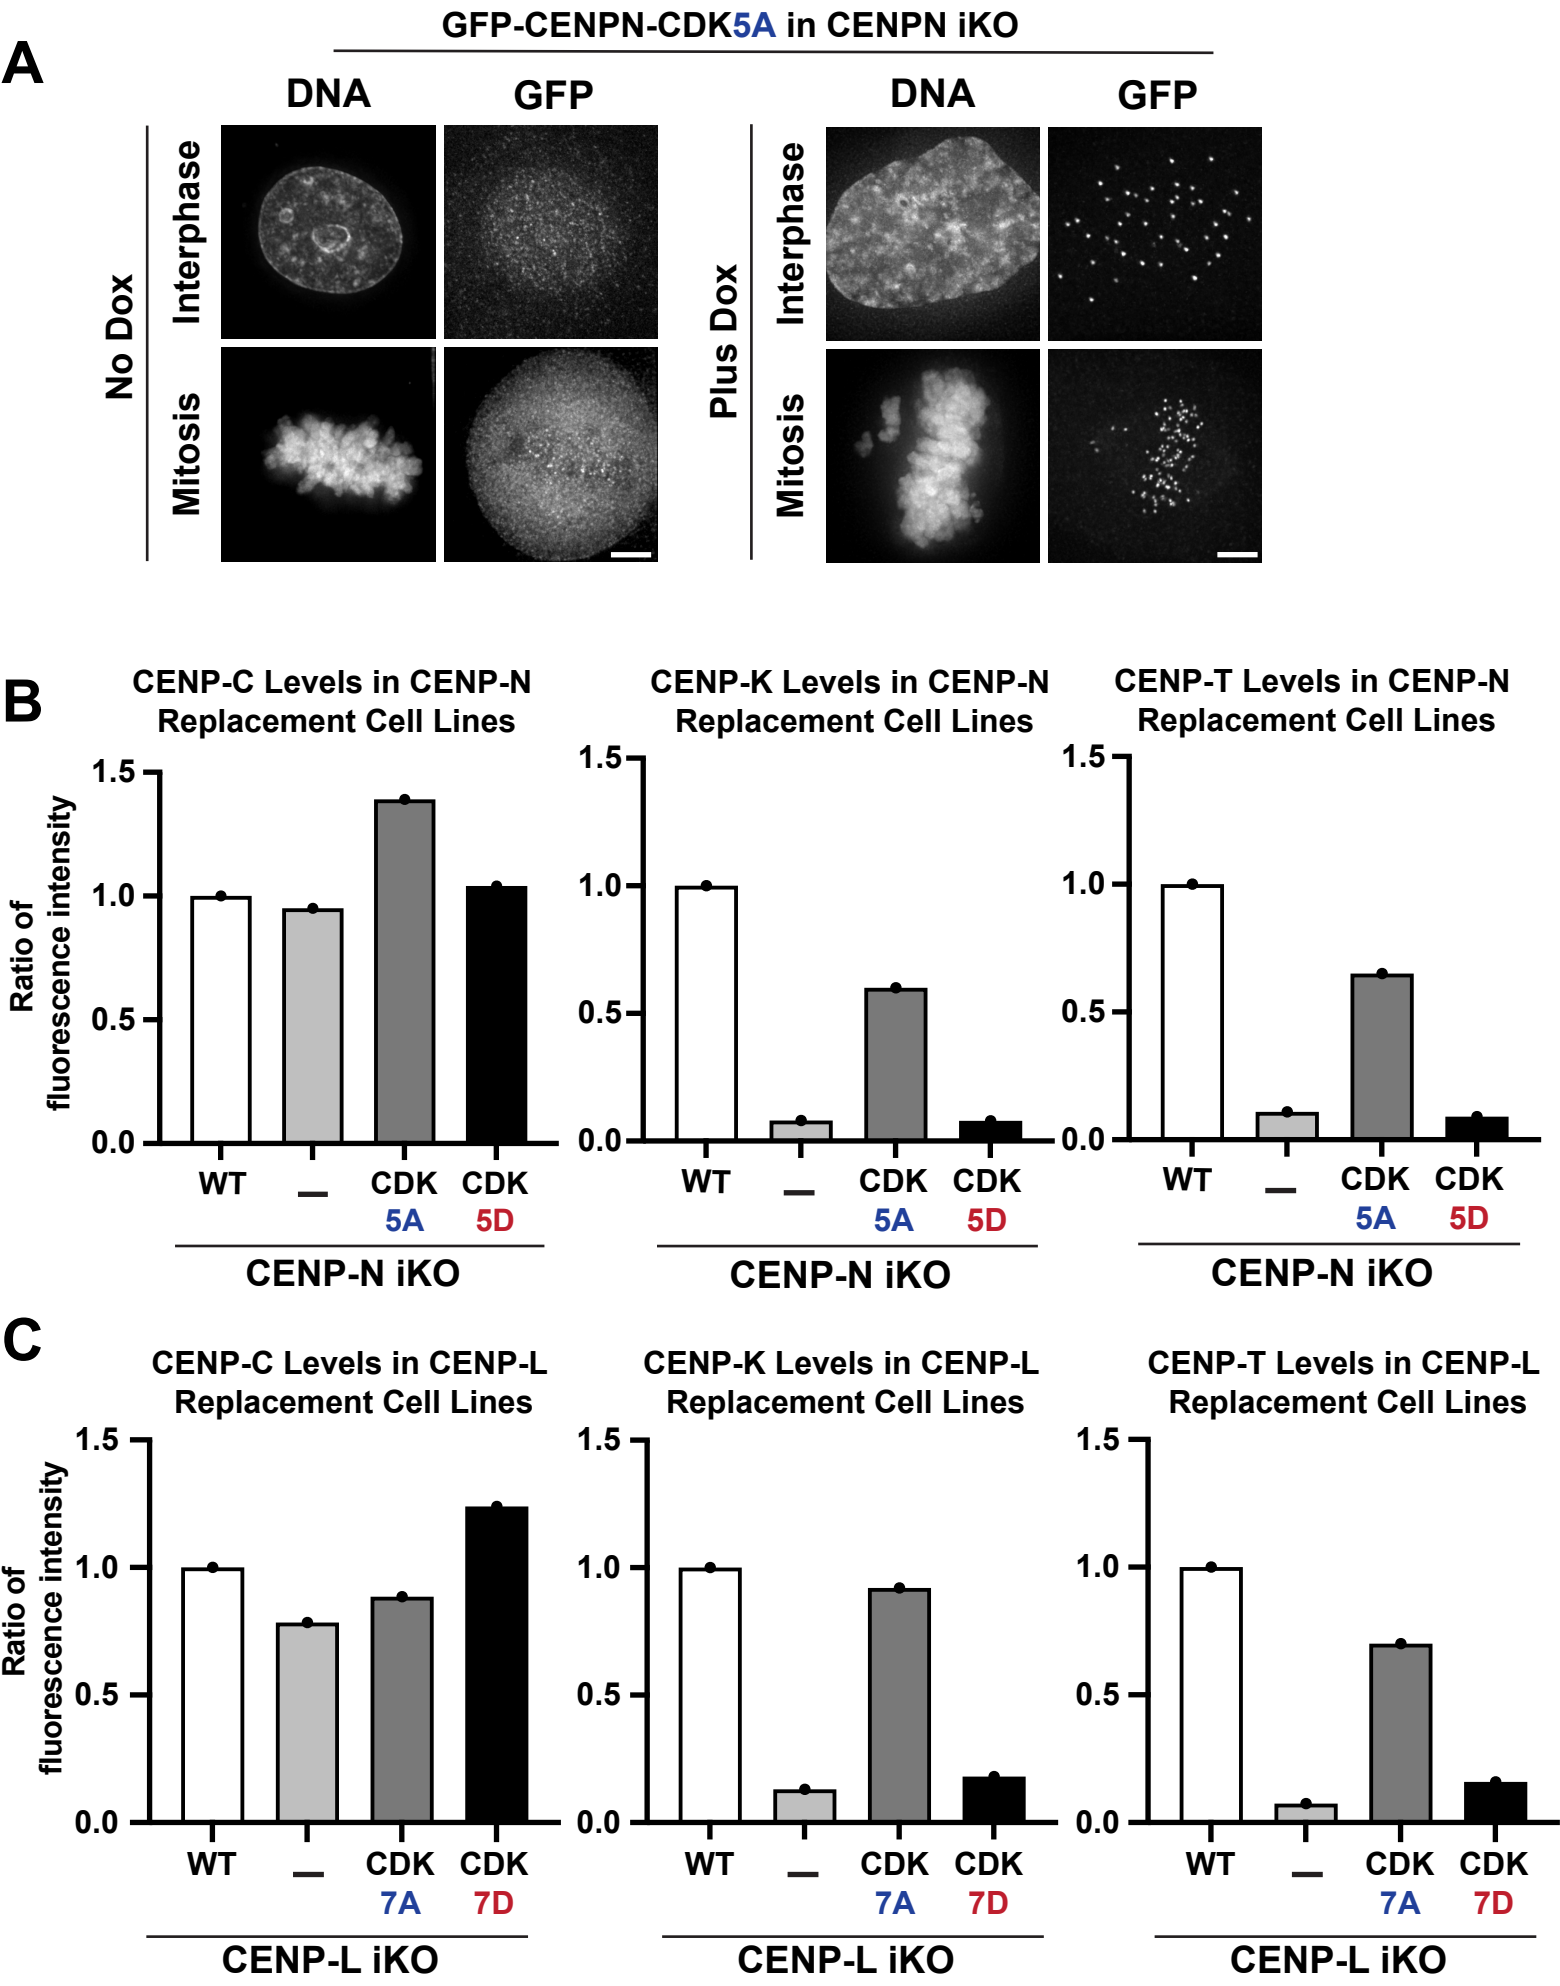 A
GFP-CENPN-CDK5A in CENPN iKO
DNA
GFP
DNA
GFP
No Dox
Interphase
Mitosis
Plus Dox
Interphase
Mitosis
B
CENP-C Levels in CENP-N
Replacement Cell Lines
Ratio of
fluorescence intensity
1.5
1.0
0.5
0.0
WT
—
CDK
5A
CDK
5D
CENP-N iKO
CENP-K Levels in CENP-N
Replacement Cell Lines
1.5
1.0
0.5
0.0
WT
—
CDK
5A
CDK
5D
CENP-N iKO
CENP-T Levels in CENP-N
Replacement Cell Lines
1.5
1.0
0.5
0.0
WT
—
CDK
5A
CDK
5D
CENP-N iKO
C
CENP-C Levels in CENP-L
Replacement Cell Lines
Ratio of
fluorescence intensity
1.5
1.0
0.5
0.0
WT
—
CDK
7A
CDK
7D
CENP-L iKO
CENP-K Levels in CENP-L
Replacement Cell Lines
1.5
1.0
0.5
0.0
WT
—
CDK
7A
CDK
7D
CENP-L iKO
CENP-T Levels in CENP-L
Replacement Cell Lines
1.5
1.0
0.5
0.0
WT
—
CDK
7A
CDK
7D
CENP-L iKO